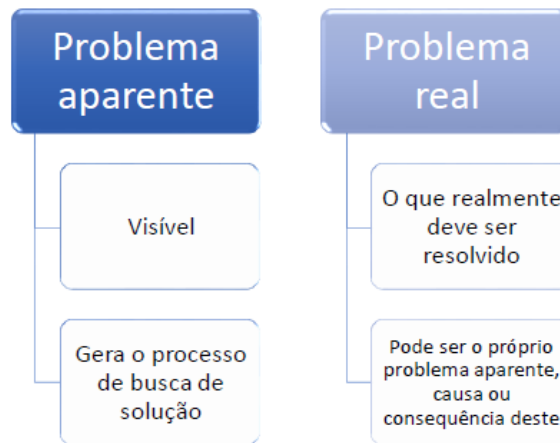 Problema
aparente
Visível
Gera o processo
de busca de
solução
Problema
real
O que realmente
deve ser
resolvido
Pode ser o próprio
problema aparente,
causa ou
consequência deste